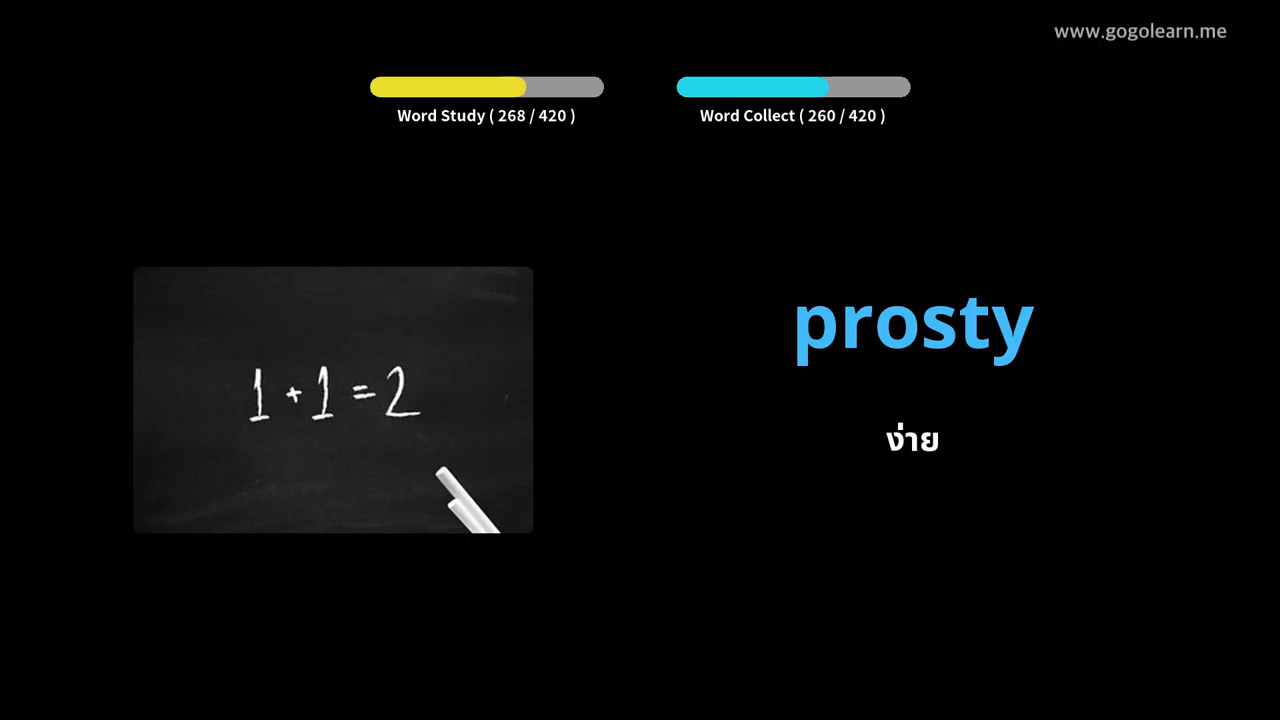 www.gogolearn.me
Word Study ( 268 / 420 )
Word Collect ( 260 / 420 )
1 + 1 = 2
prosty
ง่าย